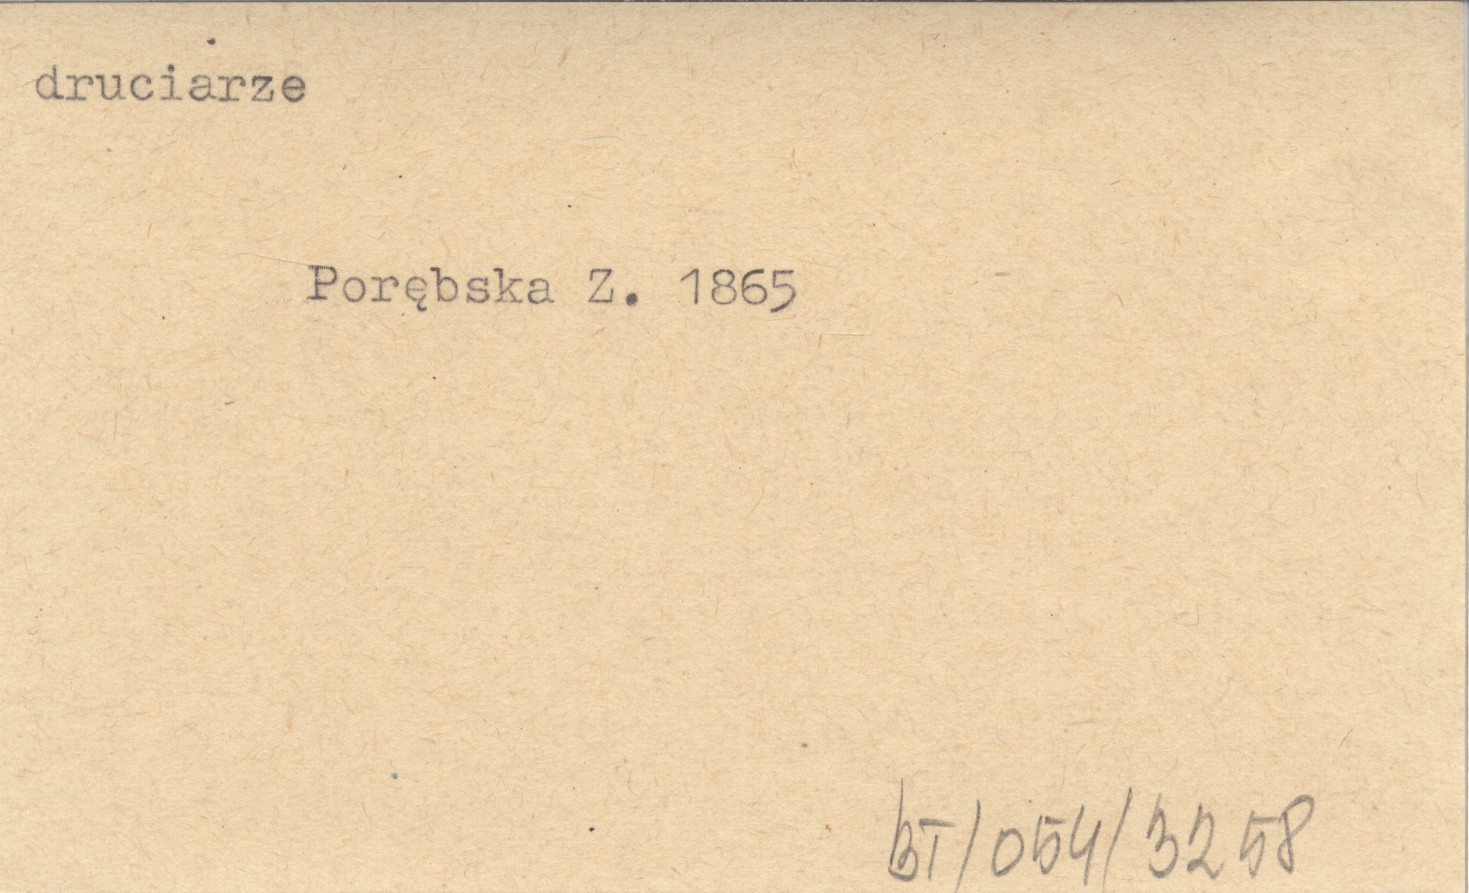 druciarze
Porębska Z. 1865
BT/054/3258